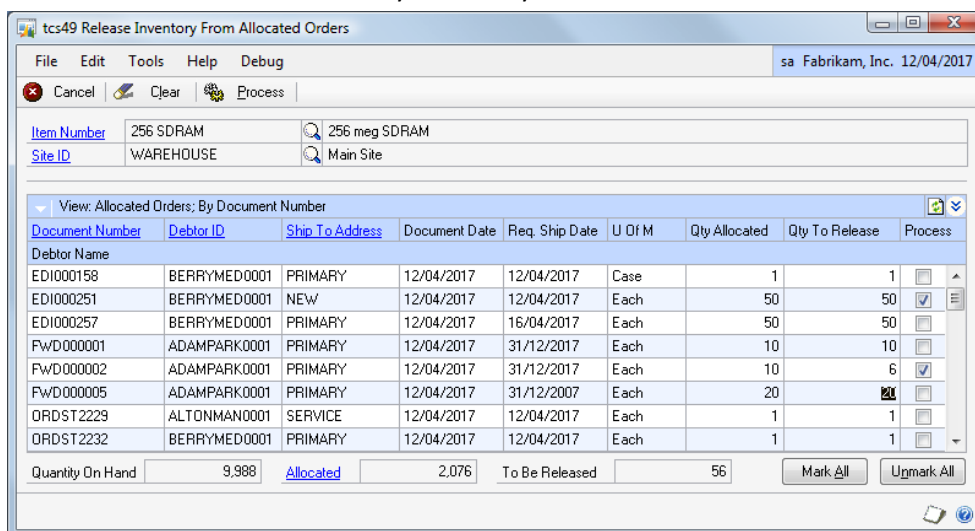 tcs49 Release Inventory From Allocated Orders
File Edit Tools Help Debug sa Fabrikam, Inc. 12/04/2017
Cancel Clear Process
Item Number 256 SDRAM 256 meg SDRAM
Site ID WAREHOUSE Main Site
View: Allocated Orders; By Document Number
Document Number Debtor ID Ship To Address Document Date Req. Ship Date U Of M Qty Allocated Qty To Release Process
Debtor Name
EDI000158 BERRYMED0001 PRIMARY 12/04/2017 12/04/2017 Case 1 1
EDI000251 BERRYMED0001 NEW 12/04/2017 12/04/2017 Each 50 50
EDI000257 BERRYMED0001 PRIMARY 12/04/2017 16/04/2017 Each 50 50
FWD000001 ADAMPARK0001 PRIMARY 12/04/2017 31/12/2017 Each 10 10
FWD000002 ADAMPARK0001 PRIMARY 12/04/2017 31/12/2017 Each 10 6
FWD000005 ADAMPARK0001 PRIMARY 12/04/2017 31/12/2007 Each 20 20
ORDST2229 ALTONMAN0001 SERVICE 12/04/2017 12/04/2017 Each 1 1
ORDST2232 BERRYMED0001 PRIMARY 12/04/2017 12/04/2017 Each 1 1
Quantity On Hand 9,988 Allocated 2,076 To Be Released 56 Mark All Unmark All